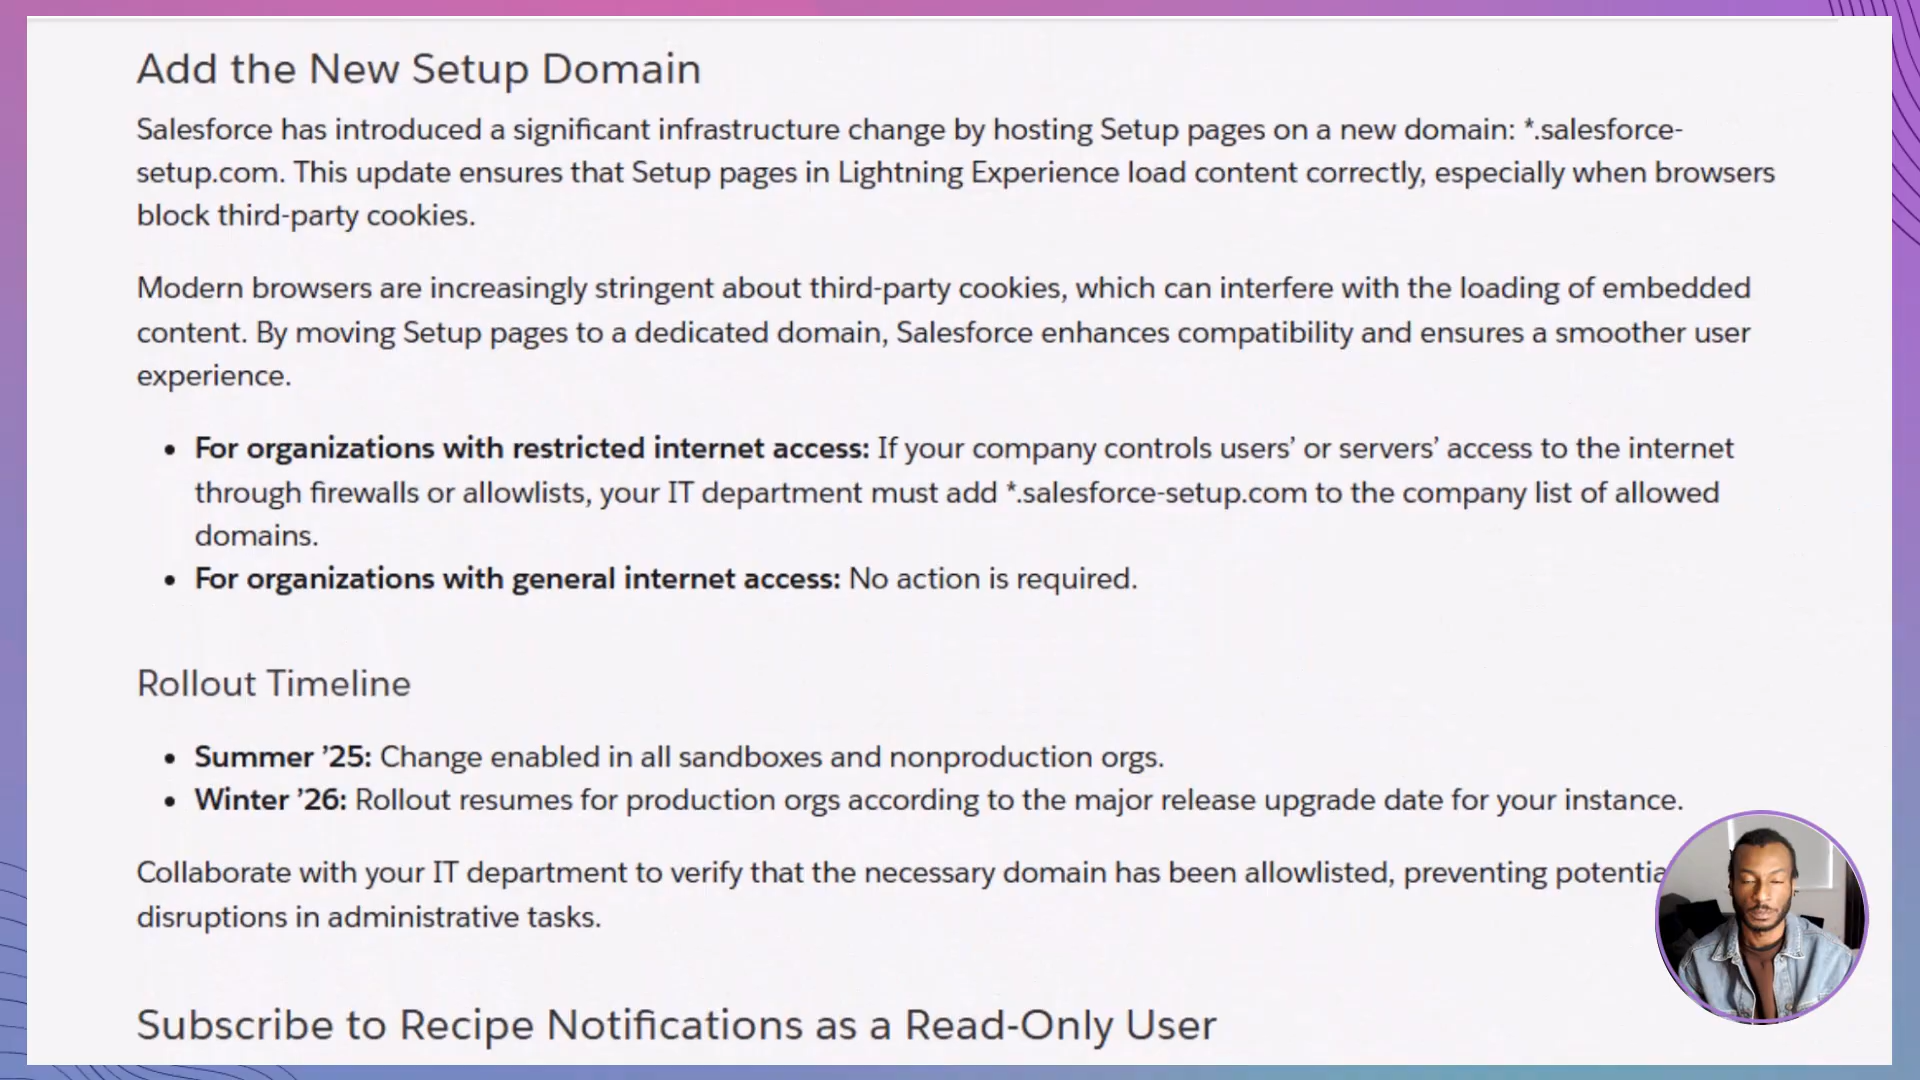 Add the New Setup Domain
Salesforce has introduced a significant infrastructure change by hosting Setup pages on a new domain: *.salesforce-
setup.com. This update ensures that Setup pages in Lightning Experience load content correctly, especially when browsers
block third-party cookies.
Modern browsers are increasingly stringent about third-party cookies, which can interfere with the loading of embedded
content. By moving Setup pages to a dedicated domain, Salesforce enhances compatibility and ensures a smoother user
experience.
• For organizations with restricted internet access: If your company controls users’ or servers’ access to the internet
through firewalls or allowlists, your IT department must add *.salesforce-setup.com to the company list of allowed
domains.
• For organizations with general internet access: No action is required.
Rollout Timeline
• Summer ’25: Change enabled in all sandboxes and nonproduction orgs.
• Winter ’26: Rollout resumes for production orgs according to the major release upgrade date for your instance.
Collaborate with your IT department to verify that the necessary domain has been allowlisted, preventing potentia
disruptions in administrative tasks.
Subscribe to Recipe Notifications as a Read-Only User